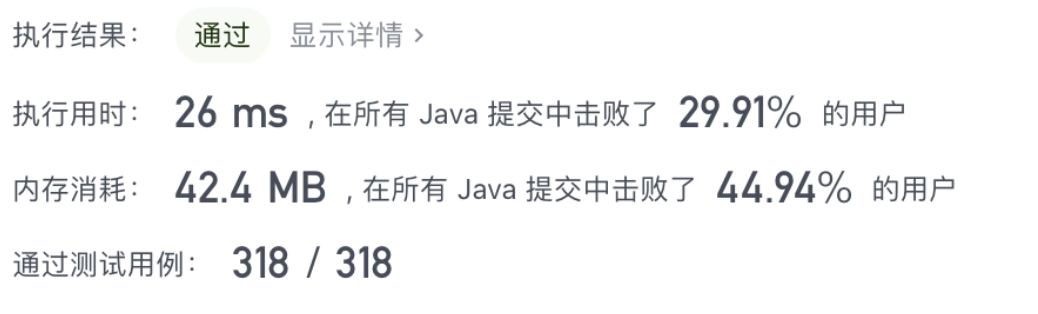 执行结果： 通过 显示详情 >
执行用时： 26 ms ，在所有 Java 提交中击败了 29.91% 的用户
内存消耗： 42.4 MB ，在所有 Java 提交中击败了 44.94% 的用户
通过测试用例： 318 / 318